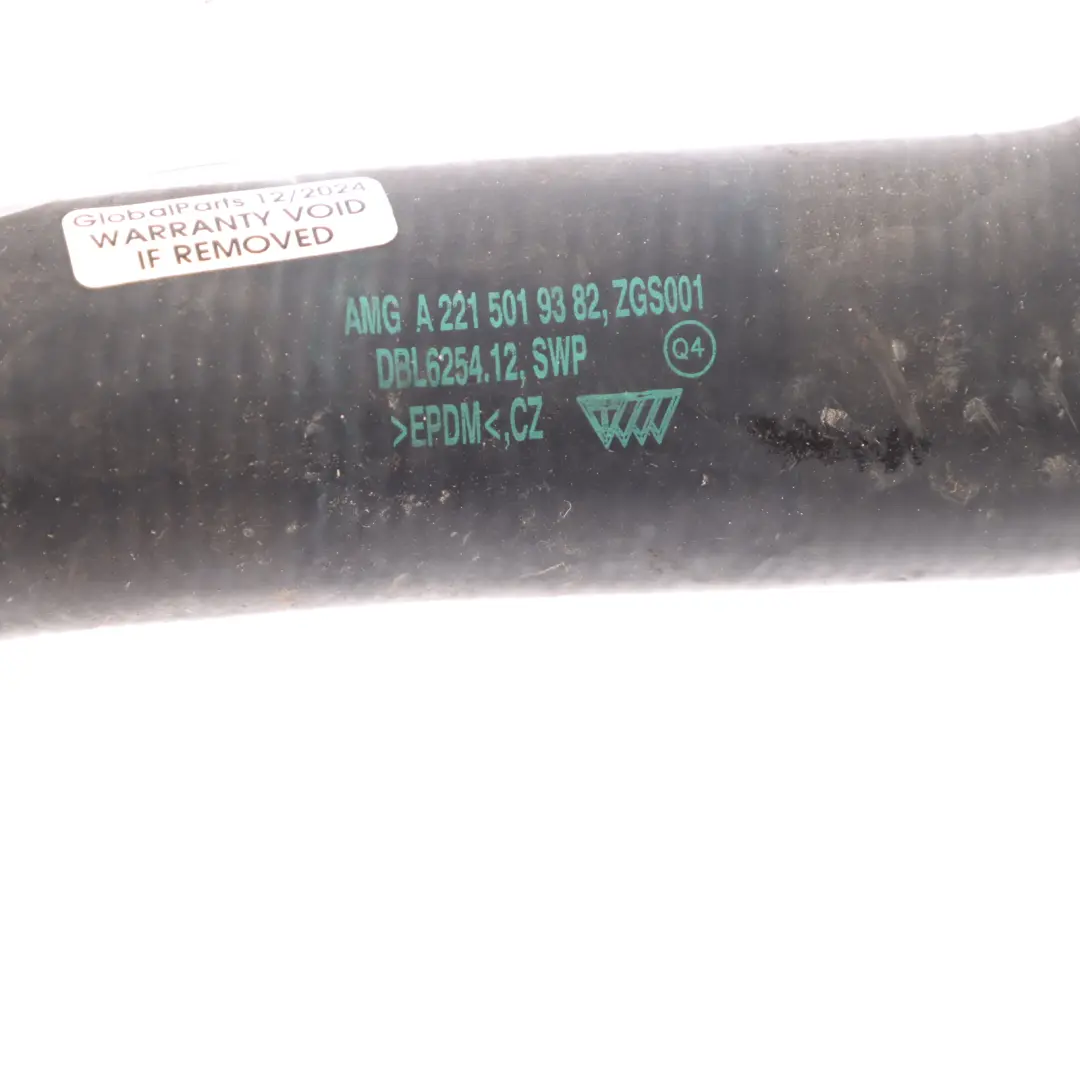 GlobalParts 12/2024
WARRANTY VOID
IF REMOVED
AMG A 221 501 93 82, ZGS001
DBL6254.12, SWP Q4
>EPDM<,CZ